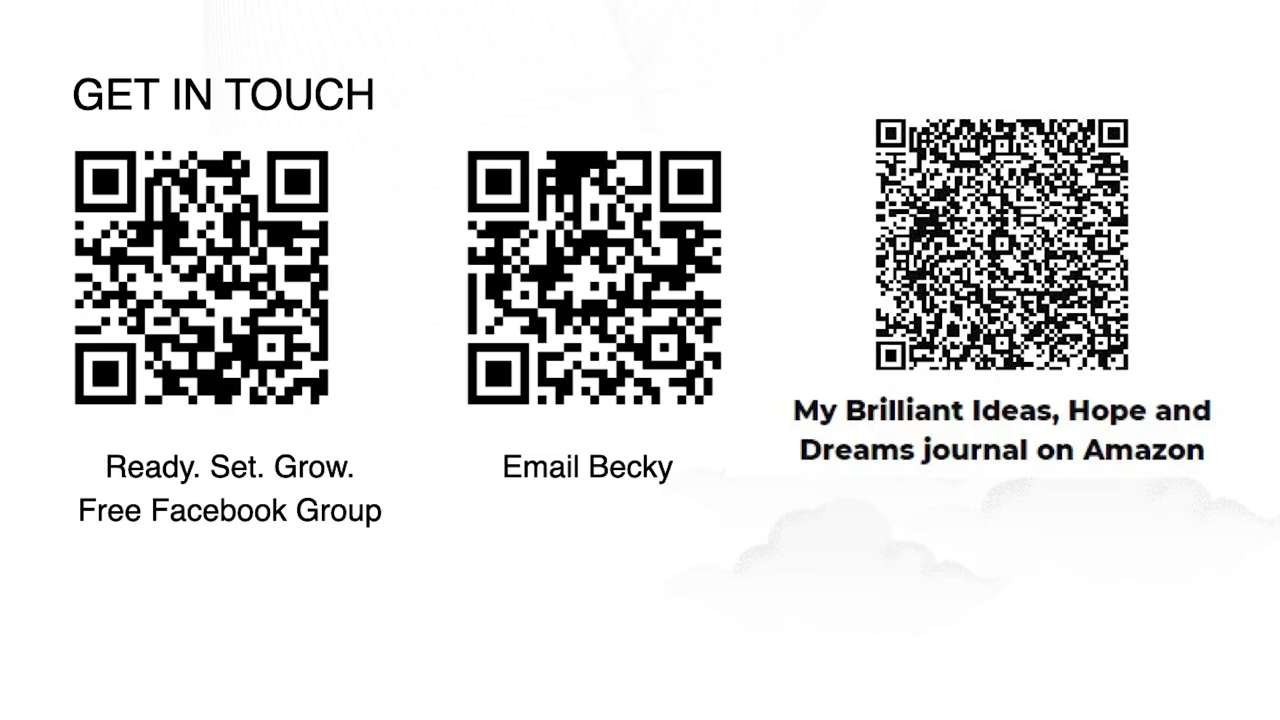 GET IN TOUCH
Ready. Set. Grow.
Free Facebook Group
Email Becky
My Brilliant Ideas, Hope and
Dreams journal on Amazon